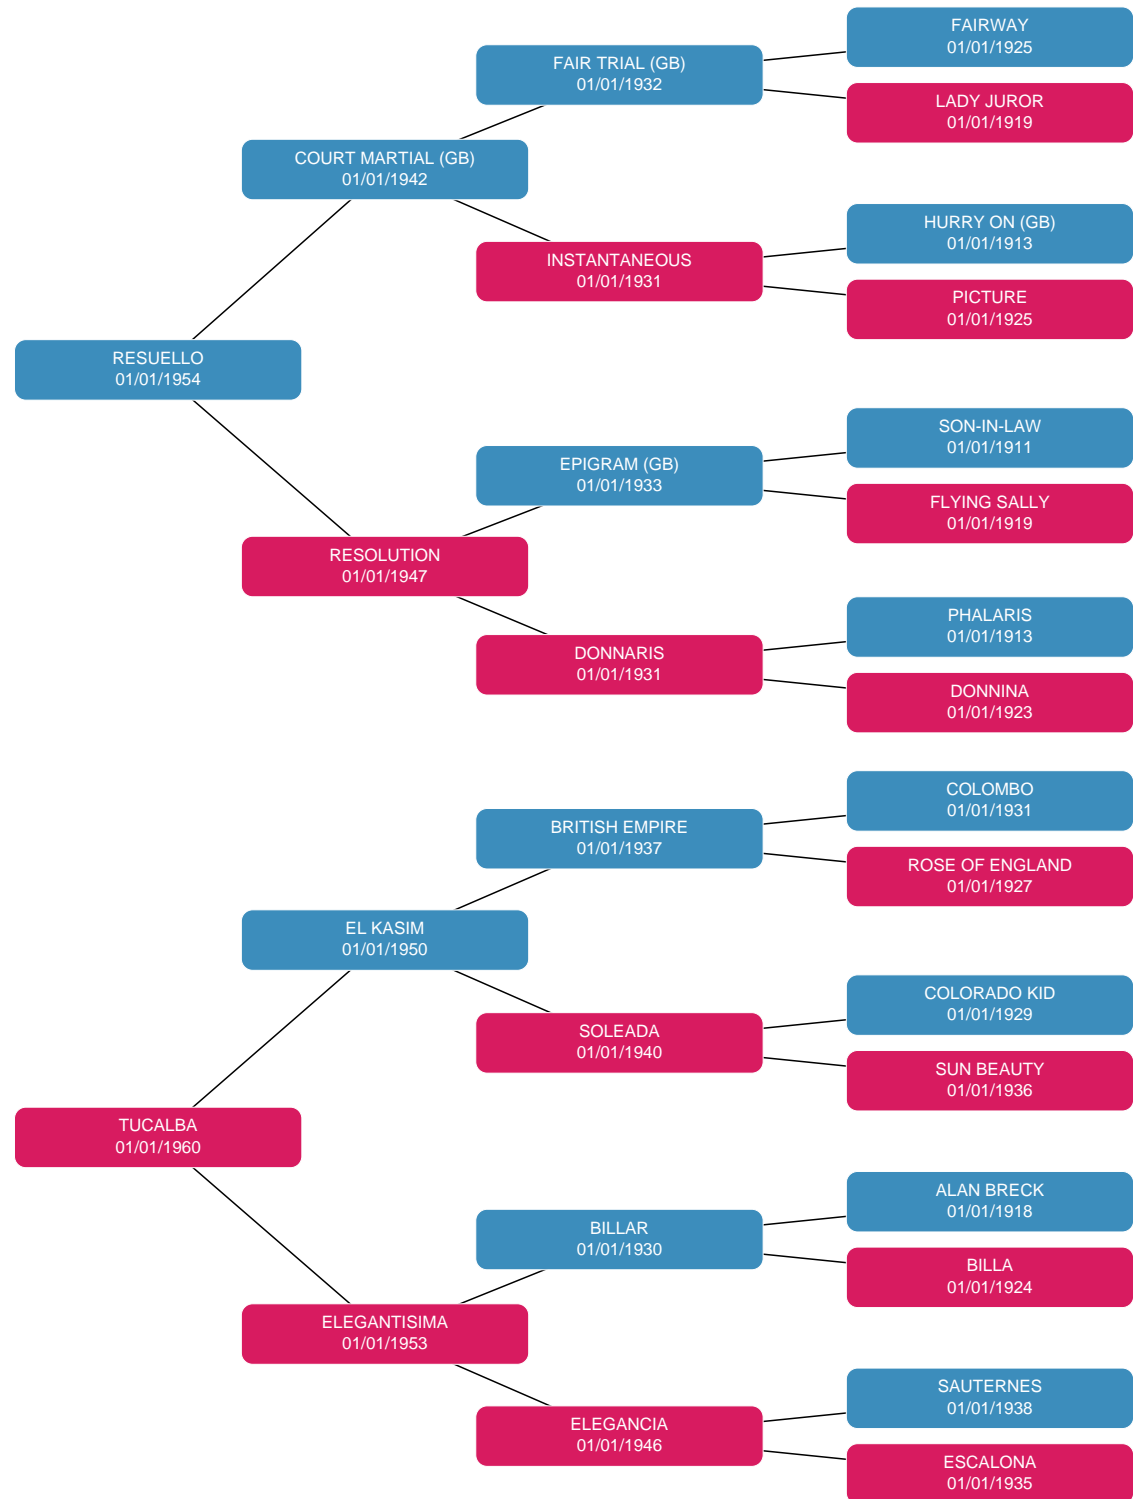 FAIRWAY
01/01/1925
FAIR TRIAL (GB)
01/01/1932
LADY JUROR
01/01/1919
COURT MARTIAL (GB)
01/01/1942
HURRY ON (GB)
01/01/1913
INSTANTANEOUS
01/01/1931
PICTURE
01/01/1925
RESUELLO
01/01/1954
SON-IN-LAW
01/01/1911
EPIGRAM (GB)
01/01/1933
FLYING SALLY
01/01/1919
RESOLUTION
01/01/1947
PHALARIS
01/01/1913
DONNARIS
01/01/1931
DONNINA
01/01/1923
COLOMBO
01/01/1931
BRITISH EMPIRE
01/01/1937
ROSE OF ENGLAND
01/01/1927
EL KASIM
01/01/1950
COLORADO KID
01/01/1929
SOLEADA
01/01/1940
SUN BEAUTY
01/01/1936
TUCALBA
01/01/1960
ALAN BRECK
01/01/1918
BILLAR
01/01/1930
BILLA
01/01/1924
ELEGANTISIMA
01/01/1953
SAUTERNES
01/01/1938
ELEGANCIA
01/01/1946
ESCALONA
01/01/1935